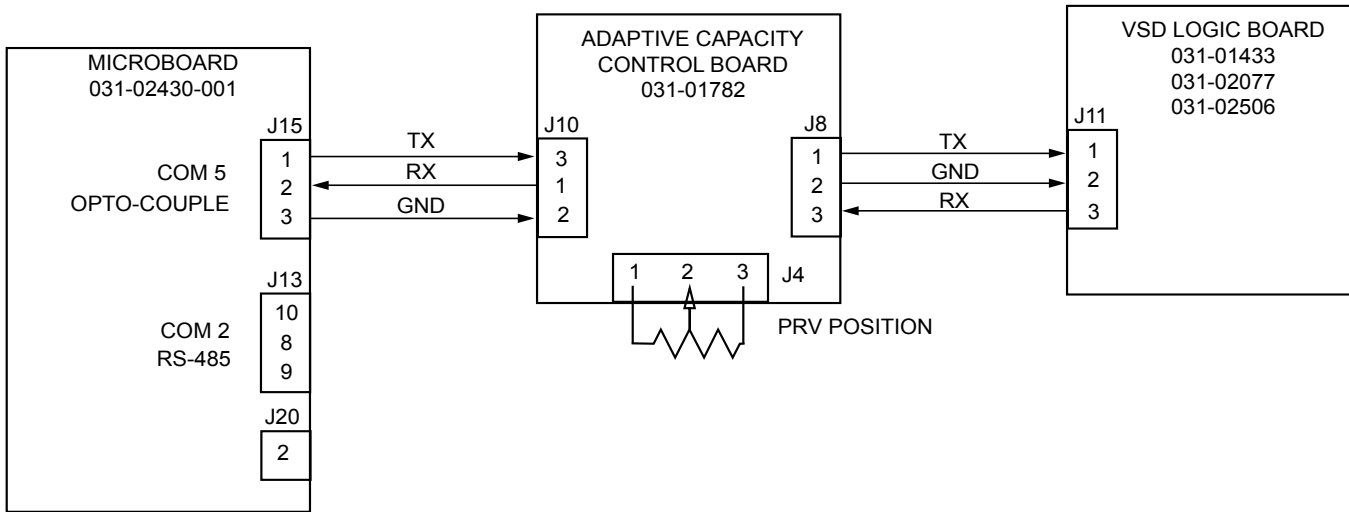 MICROBOARD
031-02430-001
J15
1
2
3
COM 5
OPTO-COUPLE
J13
10
8
9
COM 2
RS-485
J20
2
TX
RX
GND
ADAPTIVE CAPACITY
CONTROL BOARD
031-01782
J10
3
1
2
J8
1
2
3
1 2 3
J4
PRV POSITION
TX
GND
RX
VSD LOGIC BOARD
031-01433
031-02077
031-02506
J11
1
2
3